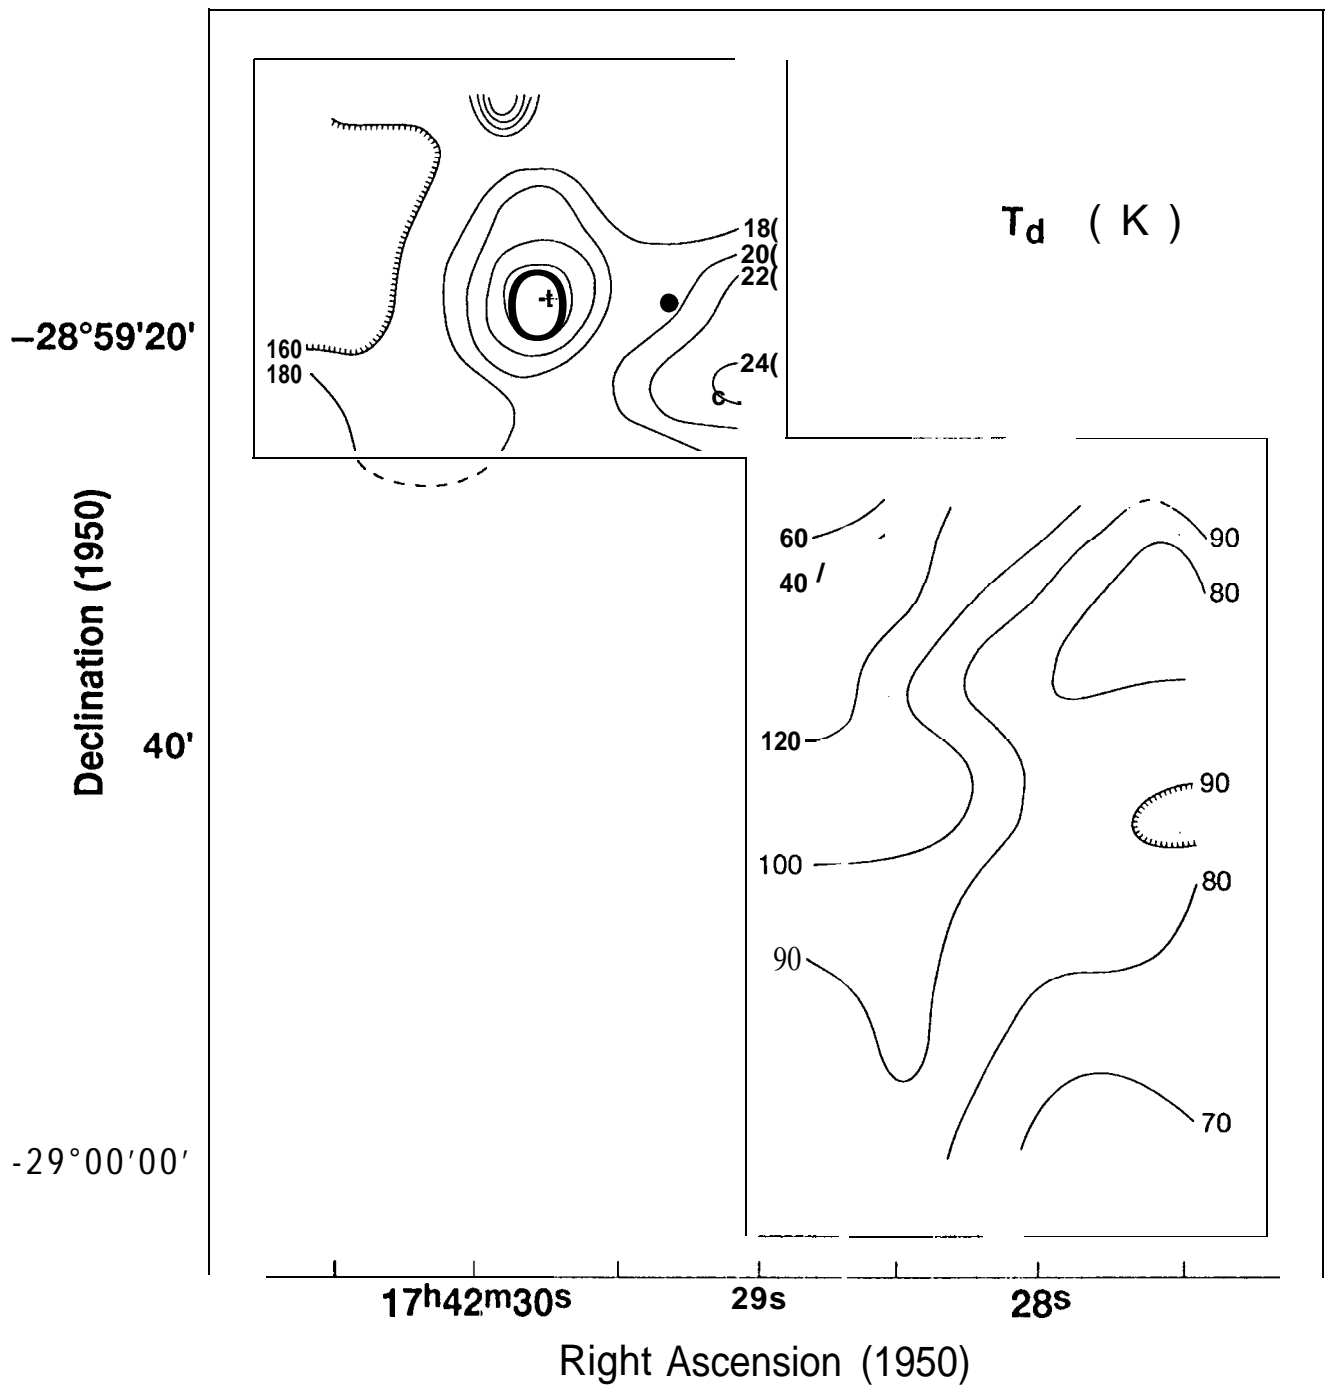 T_d ( K )
18(
20(
22(
–28°59'20'
160
180
24(
c .
60
90
40 /
80
Declination (1950)
40'
120
90
100
80
90
70
-29°00'00'
17h42m30s
29s
28s
Right Ascension (1950)